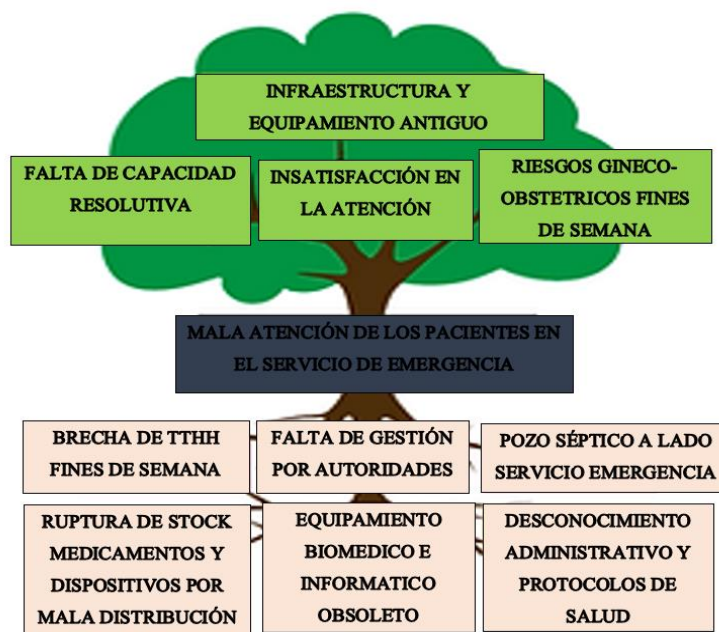 INFRAESTRUCTURA Y
EQUIPAMIENTO ANTIGUO
FALTA DE CAPACIDAD
RESOLUTIVA
INSATISFACCIÓN EN
LA ATENCIÓN
RIESGOS GINECO-
OBSTETRICOS FINES
DE SEMANA
MALA ATENCIÓN DE LOS PACIENTES EN
EL SERVICIO DE EMERGENCIA
BRECHA DE TTHH
FINES DE SEMANA
FALTA DE GESTIÓN
POR AUTORIDADES
POZO SÉPTICO A LADO
SERVICIO EMERGENCIA
RUPTURA DE STOCK
MEDICAMENTOS Y
DISPOSITIVOS POR
MALA DISTRIBUCIÓN
EQUIPAMIENTO
BIOMEDICO E
INFORMATICO
OBSOLETO
DESCONOCIMIENTO
ADMINISTRATIVO Y
PROTOCOLOS DE
SALUD